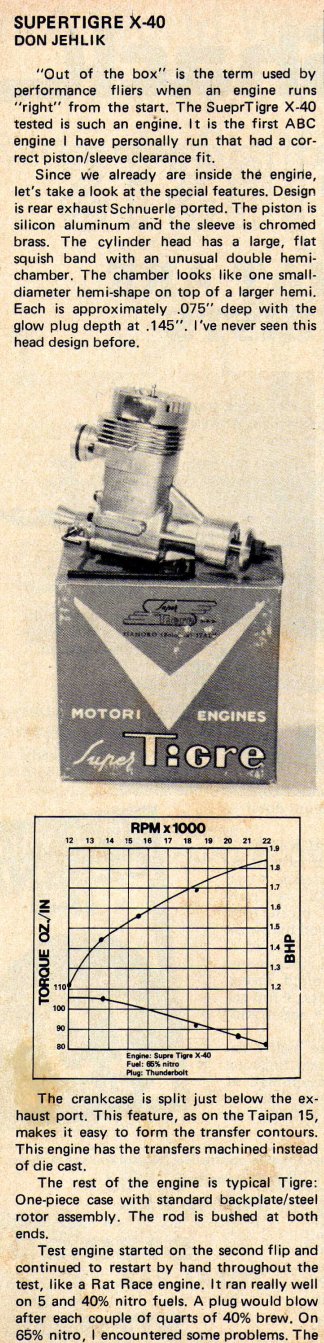 SUPERTIGRE X-40
DON JEHLIK
"Out of the box" is the term used by
performance fliers when an engine runs
"right" from the start. The SueprTigre X-40
tested is such an engine. It is the first ABC
engine I have personally run that had a cor-
rect piston/sleeve clearance fit.
Since we already are inside the engine,
let's take a look at the special features. Design
is rear exhaust Schnuerle ported. The piston is
silicon aluminum and the sleeve is chromed
brass. The cylinder head has a large, flat
squish band with an unusual double hemi-
chamber. The chamber looks like one small-
diameter hemi-shape on top of a larger hemi.
Each is approximately .075" deep with the
glow plug depth at .145". I've never seen this
head design before.
Super
Tigre
MOTORI ENGINES
Super Tigre
RPM x 1000
12 13 14 15 16 17 18 19 20 21 22
1.9
1.8
1.7
1.6
1.5
1.4
1.3
1.2
BHP
TORQUE OZ./IN
110
100
90
80
Engine: Supre Tigre X-40
Fuel: 65% nitro
Plug: Thunderbolt
The crankcase is split just below the ex-
haust port. This feature, as on the Taipan 15,
makes it easy to form the transfer contours.
This engine has the transfers machined instead
of die cast.
The rest of the engine is typical Tigre:
One-piece case with standard backplate/steel
rotor assembly. The rod is bushed at both
ends.
Test engine started on the second flip and
continued to restart by hand throughout the
test, like a Rat Race engine. It ran really well
on 5 and 40% nitro fuels. A plug would blow
after each couple of quarts of 40% brew. On
65% nitro, I encountered some problems. The